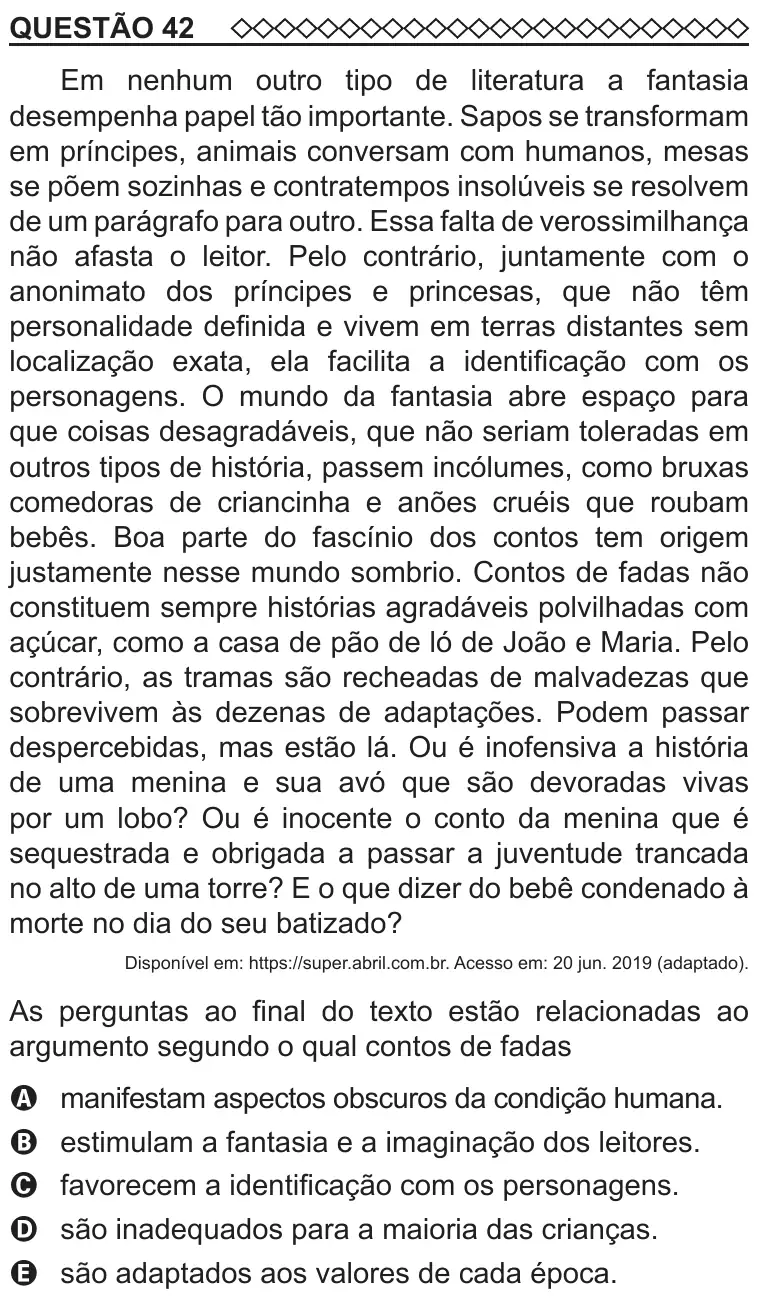 QUESTÃO 42
Em nenhum outro tipo de literatura a fantasia
desempenha papel tão importante. Sapos se transformam
em príncipes, animais conversam com humanos, mesas
se põem sozinhas e contratempos insolúveis se resolvem
de um parágrafo para outro. Essa falta de verossimilhança
não afasta o leitor. Pelo contrário, juntamente com o
anonimato dos príncipes e princesas, que não têm
personalidade definida e vivem em terras distantes sem
localização exata, ela facilita a identificação com os
personagens. O mundo da fantasia abre espaço para
que coisas desagradáveis, que não seriam toleradas em
outros tipos de história, passem incólumes, como bruxas
comedoras de criancinha e anões cruéis que roubam
bebês. Boa parte do fascínio dos contos tem origem
justamente nesse mundo sombrio. Contos de fadas não
constituem sempre histórias agradáveis polvilhadas com
açúcar, como a casa de pão de ló de João e Maria. Pelo
contrário, as tramas são recheadas de malvadezas que
sobrevivem às dezenas de adaptações. Podem passar
despercebidas, mas estão lá. Ou é inofensiva a história
de uma menina e sua avó que são devoradas vivas
por um lobo? Ou é inocente o conto da menina que é
sequestrada e obrigada a passar a juventude trancada
no alto de uma torre? E o que dizer do bebê condenado à
morte no dia do seu batizado?
Disponível em: https://super.abril.com.br. Acesso em: 20 jun. 2019 (adaptado).
As perguntas ao final do texto estão relacionadas ao
argumento segundo o qual contos de fadas
A manifestam aspectos obscuros da condição humana.
B estimulam a fantasia e a imaginação dos leitores.
C favorecem a identificação com os personagens.
D são inadequados para a maioria das crianças.
E são adaptados aos valores de cada época.